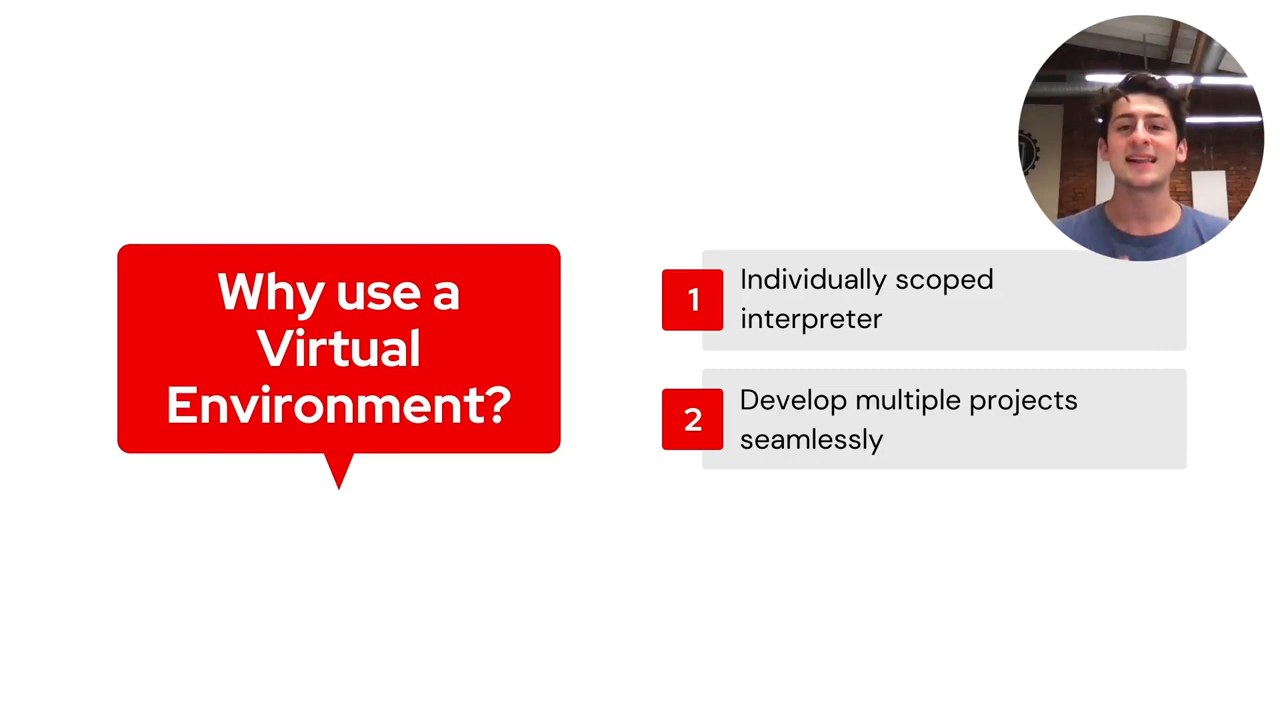 Why use a
Virtual
Environment?
1
Individually scoped
interpreter
2
Develop multiple projects
seamlessly